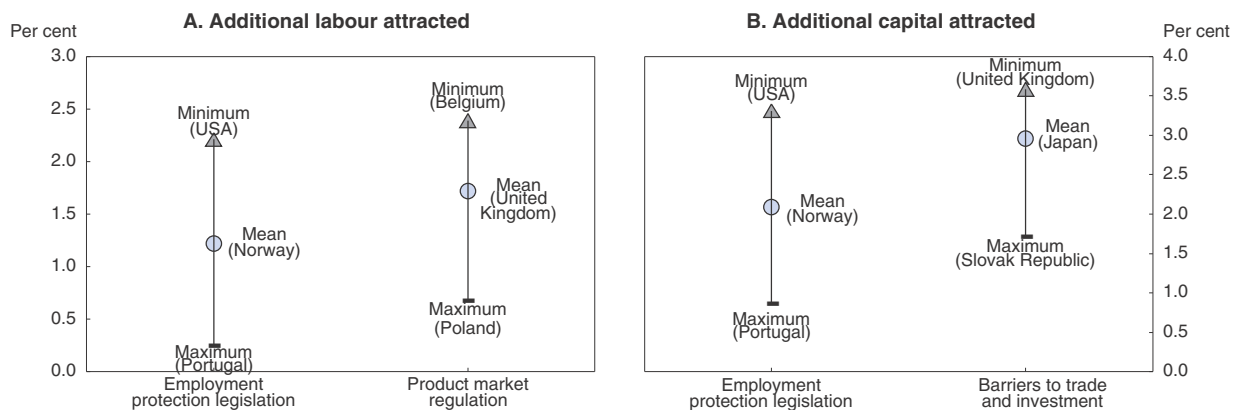 A. Additional labour attracted
Per cent
3.0
2.5
2.0
1.5
1.0
0.5
0.0
Minimum
(USA)
Mean
(Norway)
Maximum
(Portugal)
Minimum
(Belgium)
Mean
(United
Kingdom)
Maximum
(Poland)
Employment
protection legislation
Product market
regulation
B. Additional capital attracted
Per cent
4.0
3.5
3.0
2.5
2.0
1.5
1.0
0.5
0.0
Minimum
(USA)
Mean
(Norway)
Maximum
(Portugal)
Minimum
(United Kingdom)
Mean
(Japan)
Maximum
(Slovak Republic)
Employment
protection legislation
Barriers to trade
and investment